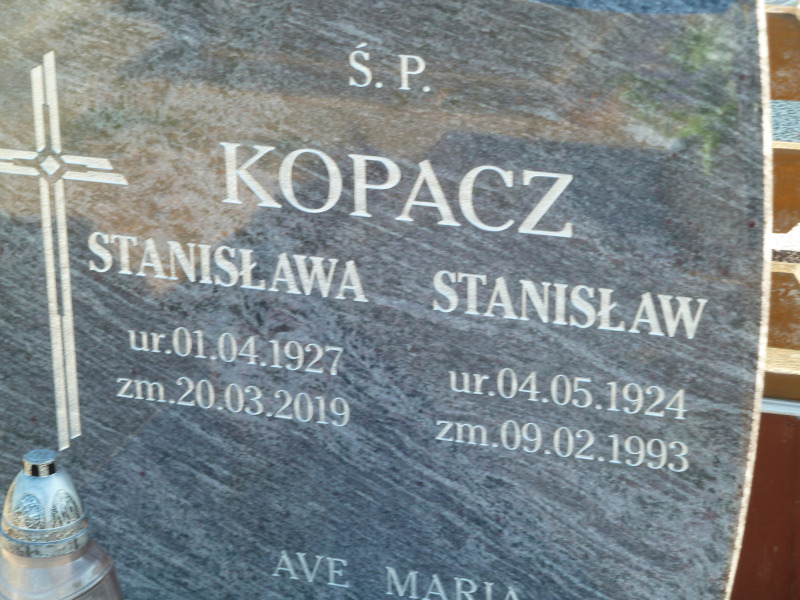 Ś. P.
KOPACZ
STANISŁAWA
ur.01.04.1927
zm.20.03.2019
STANISŁAW
ur.04.05.1924
zm.09.02.1993
AVE MARIA